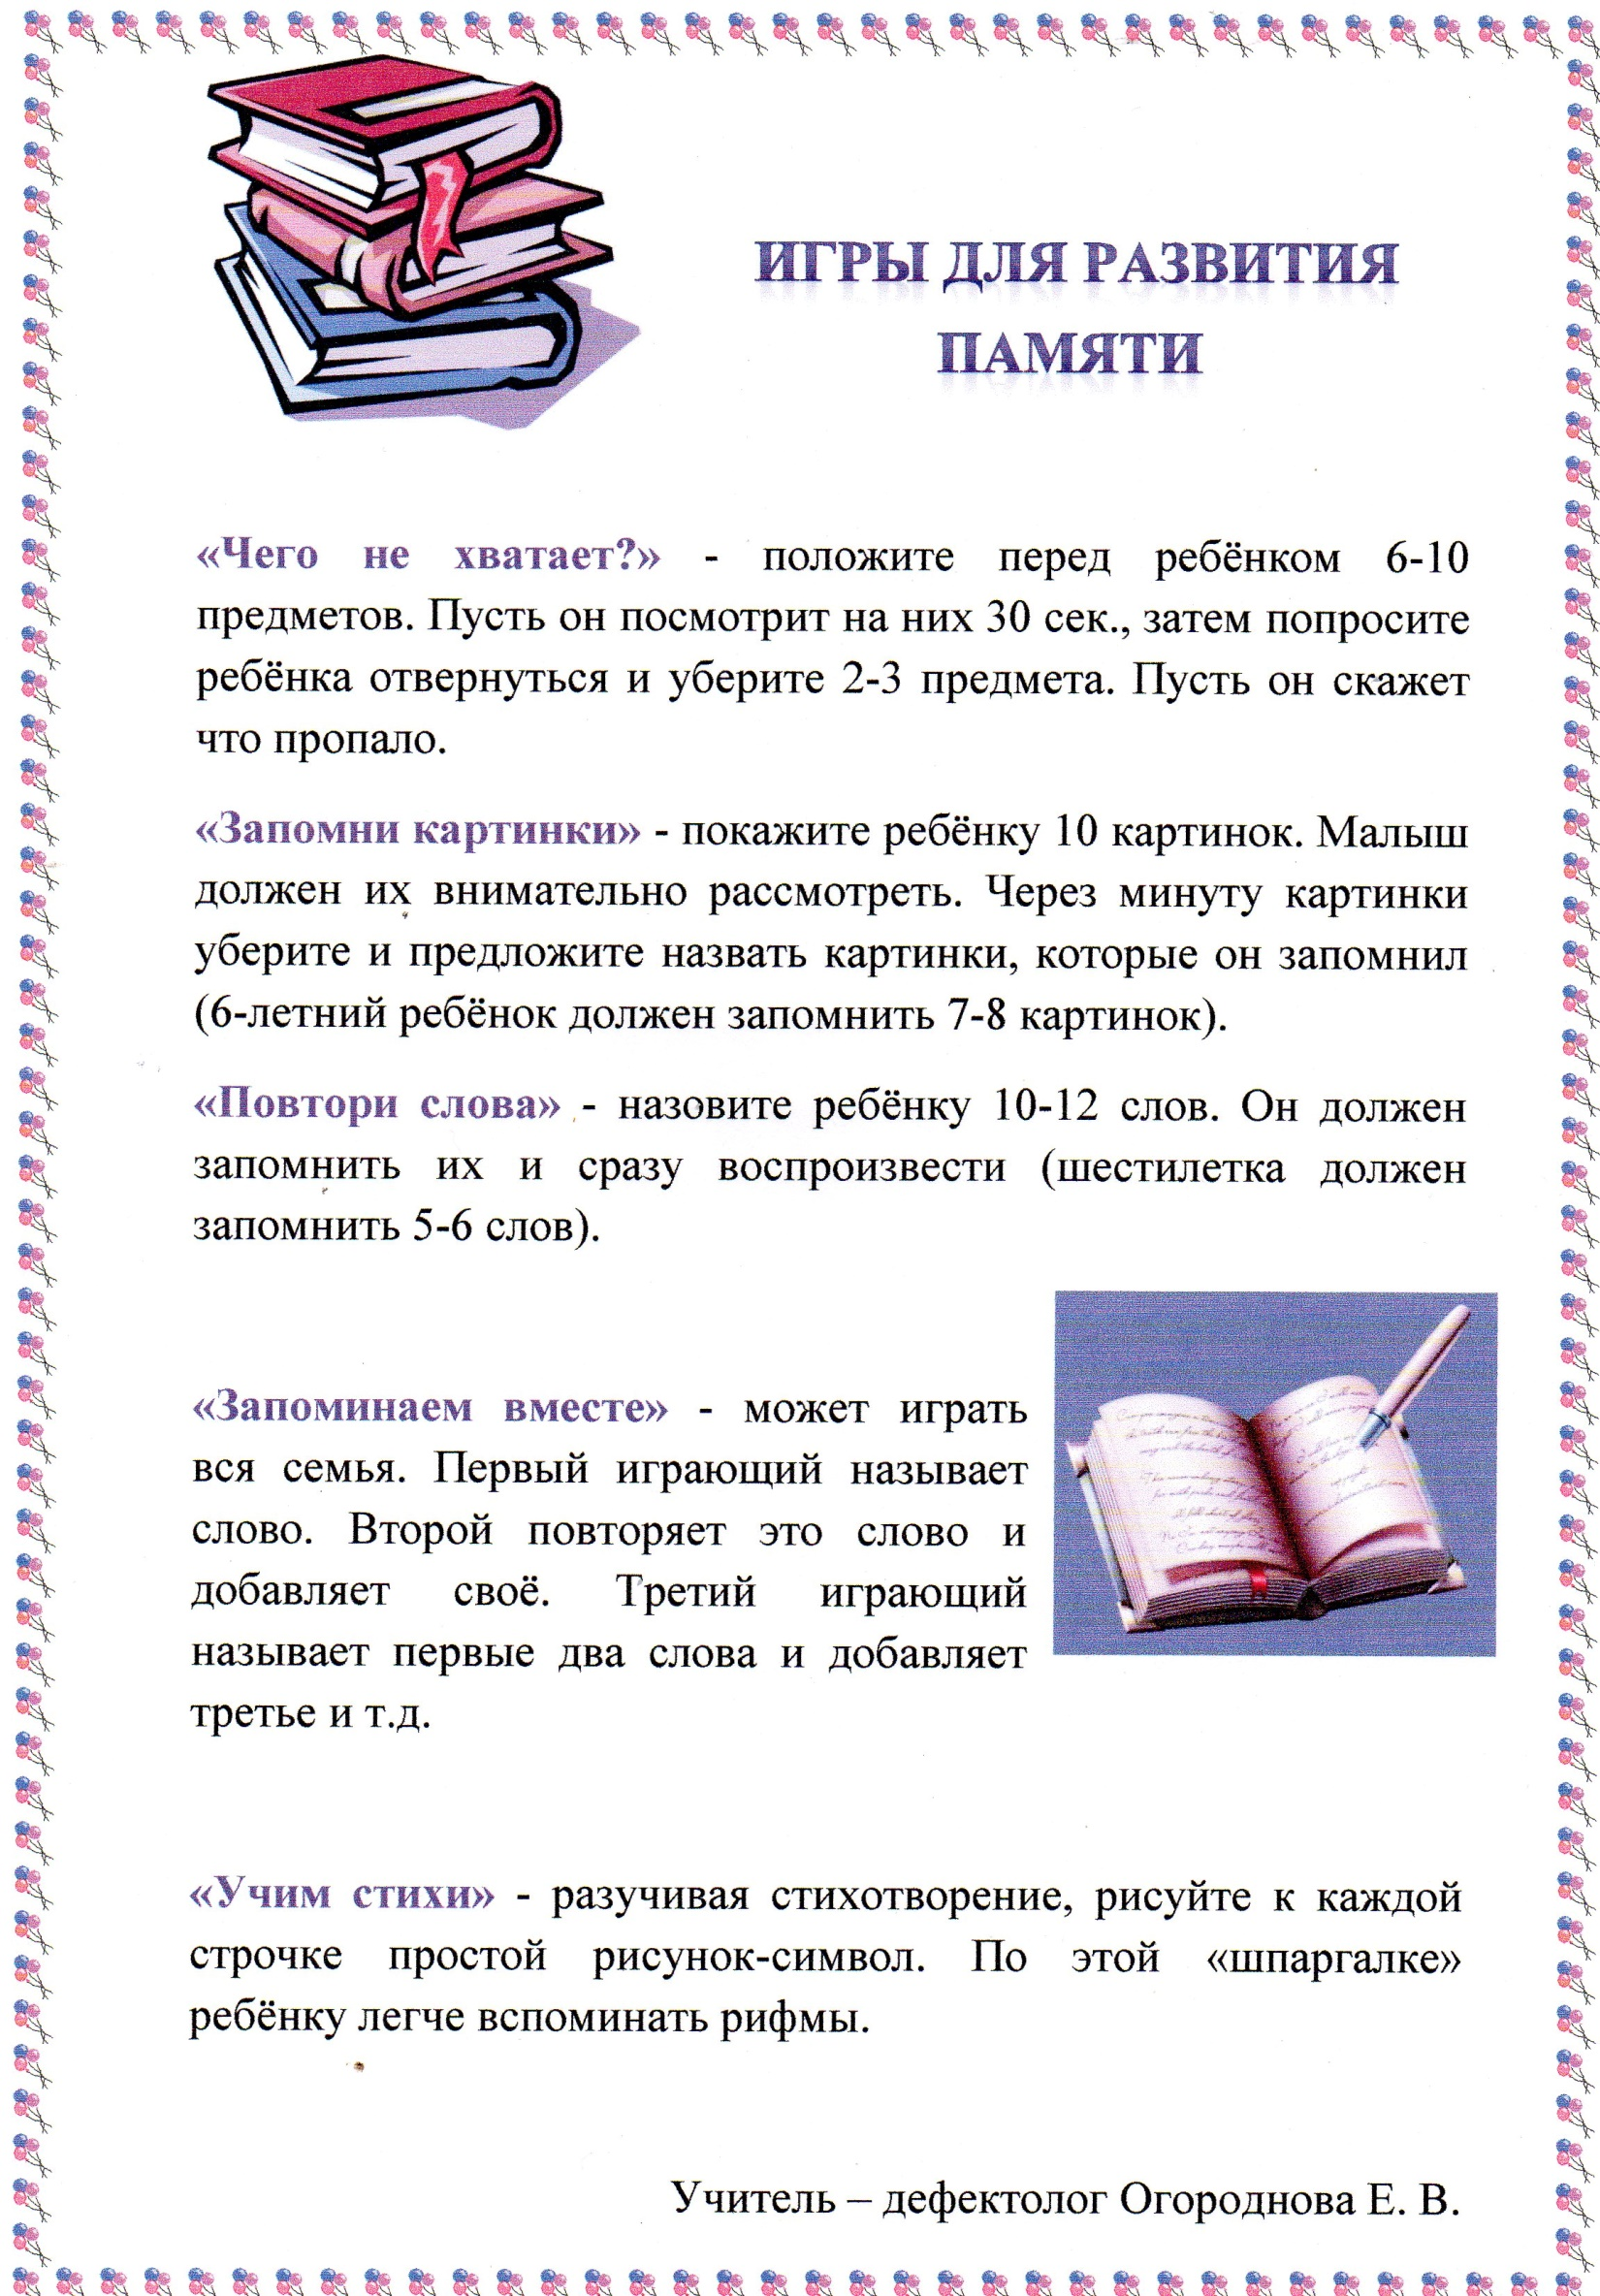 ИГРЫ ДЛЯ РАЗВИТИЯ
ПАМЯТИ
«Чего не хватает?» - положите перед ребёнком 6-10
предметов. Пусть он посмотрит на них 30 сек., затем попросите
ребёнка отвернуться и уберите 2-3 предмета. Пусть он скажет
что пропало.
«Запомни картинки» - покажите ребёнку 10 картинок. Малыш
должен их внимательно рассмотреть. Через минуту картинки
уберите и предложите назвать картинки, которые он запомнил
(6-летний ребёнок должен запомнить 7-8 картинок).
«Повтори слова» - назовите ребёнку 10-12 слов. Он должен
запомнить их и сразу воспроизвести (шестилетка должен
запомнить 5-6 слов).
«Запоминаем вместе» - может играть
вся семья. Первый играющий называет
слово. Второй повторяет это слово и
добавляет своё. Третий играющий
называет первые два слова и добавляет
третье и т.д.
«Учим стихи» - разучивая стихотворение, рисуйте к каждой
строчке простой рисунок-символ. По этой «шпаргалке»
ребёнку легче вспоминать рифмы.
Учитель – дефектолог Огороднова Е. В.